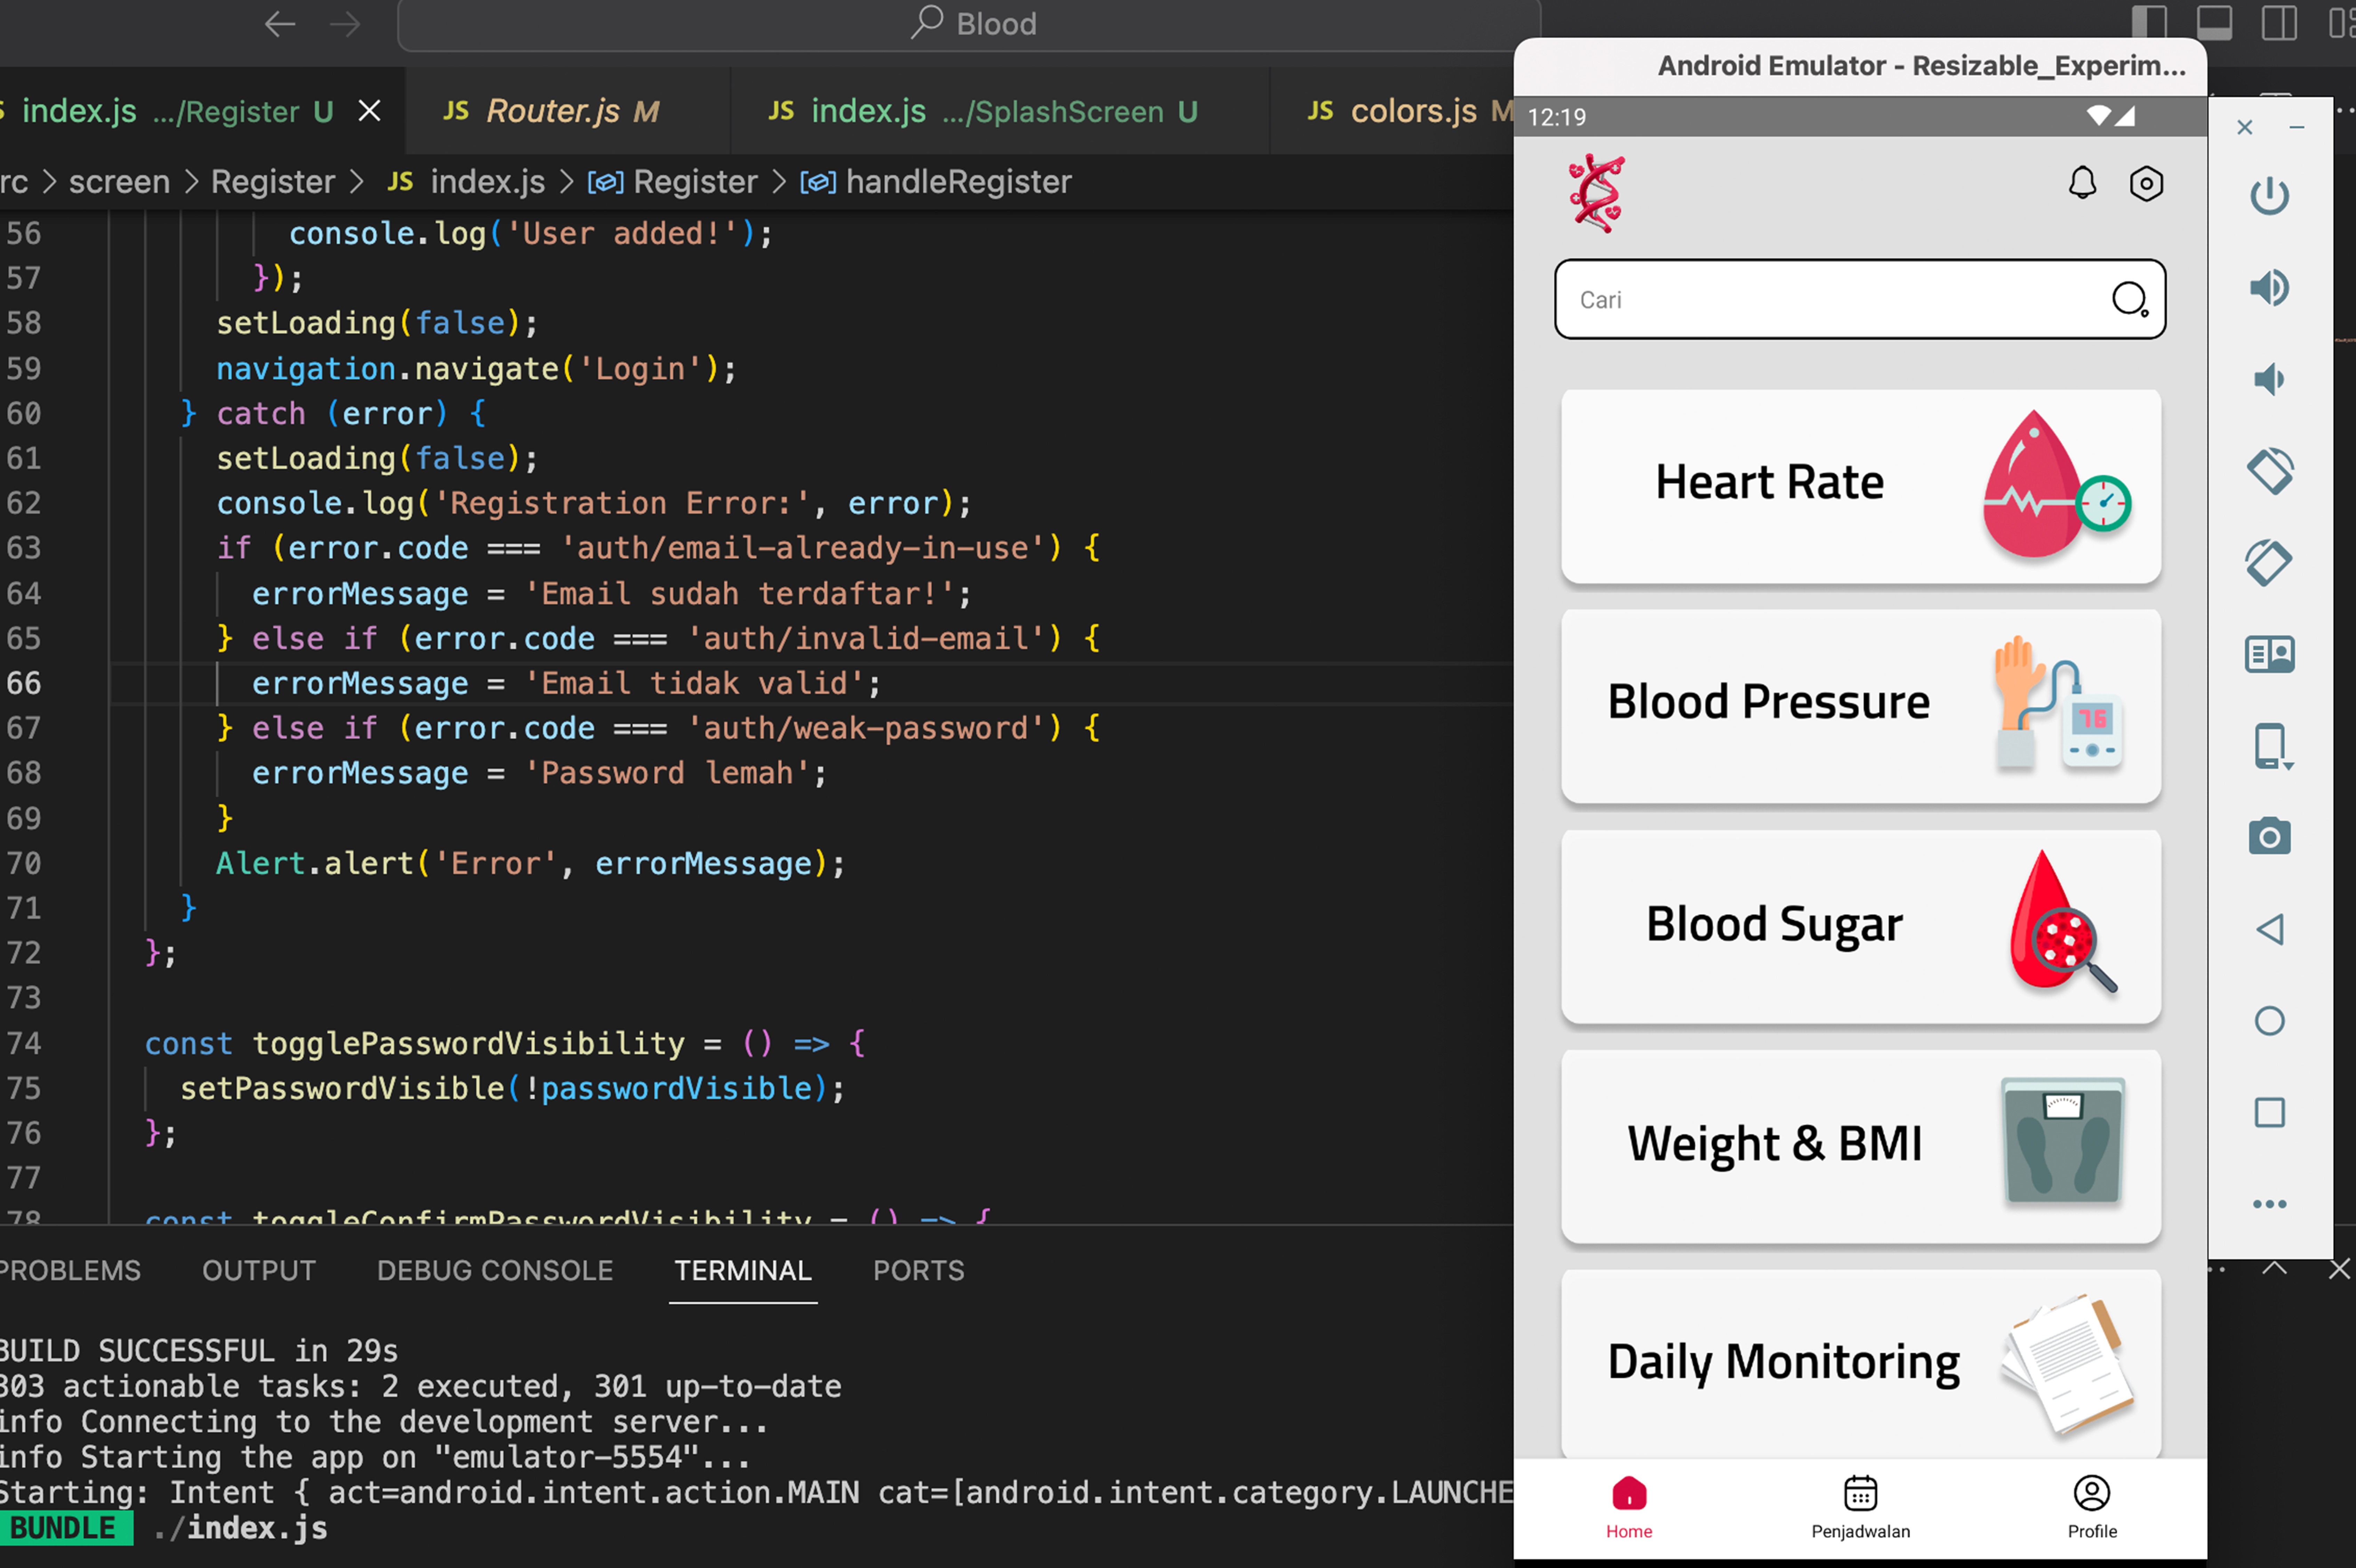 Blood
index.js .../Register U
JS Router.js M
JS index.js .../SplashScreen U
JS colors.js M
rc > screen > Register > JS index.js > Register > handleRegister
56 console.log('User added!');
57 });
58 setLoading(false);
59 navigation.navigate('Login');
60 } catch (error) {
61 setLoading(false);
62 console.log('Registration Error:', error);
63 if (error.code === 'auth/email-already-in-use') {
64 errorMessage = 'Email sudah terdaftar!';
65 } else if (error.code === 'auth/invalid-email') {
66 errorMessage = 'Email tidak valid';
67 } else if (error.code === 'auth/weak-password') {
68 errorMessage = 'Password lemah';
69 }
70 Alert.alert('Error', errorMessage);
71 }
72 };
73
74 const togglePasswordVisibility = () => {
75 setPasswordVisible(!passwordVisible);
76 };
77
78 const toggleConfirmPasswordVisibility = () => {
PROBLEMS OUTPUT DEBUG CONSOLE TERMINAL PORTS
BUILD SUCCESSFUL in 29s
303 actionable tasks: 2 executed, 301 up-to-date
info Connecting to the development server...
info Starting the app on "emulator-5554"...
Starting: Intent { act=android.intent.action.MAIN cat=[android.intent.category.LAUNCHE
BUNDLE ./index.js
Android Emulator - Resizable_Experim...
12:19
Cari
Heart Rate
Blood Pressure
76
Blood Sugar
Weight & BMI
Daily Monitoring
Home
Penjadwalan
Profile